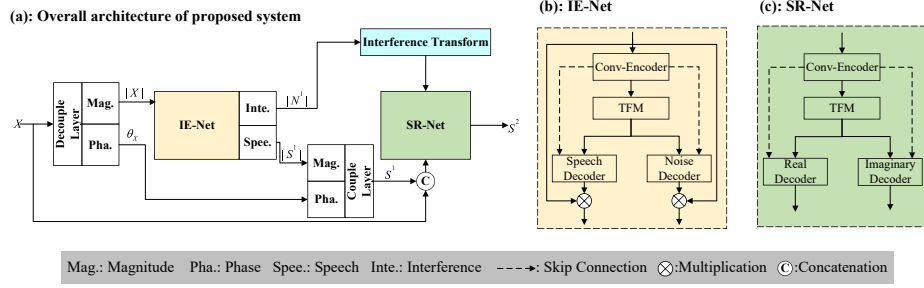 (a): Overall architecture of proposed system
X
Decouple Layer
Mag.
Pha.
|X|
θ_X
IE-Net
Inte.
Spee.
|N^1|
|S^1|
Interference Transform
SR-Net
S^2
Mag.
Pha.
Couple Layer
S^1
C
(b): IE-Net
Conv-Encoder
TFM
Speech
Decoder
Noise
Decoder
(c): SR-Net
Conv-Encoder
TFM
Real
Decoder
Imaginary
Decoder
Mag.: Magnitude Pha.: Phase Spee.: Speech Inte.: Interference : Skip Connection :Multiplication C:Concatenation